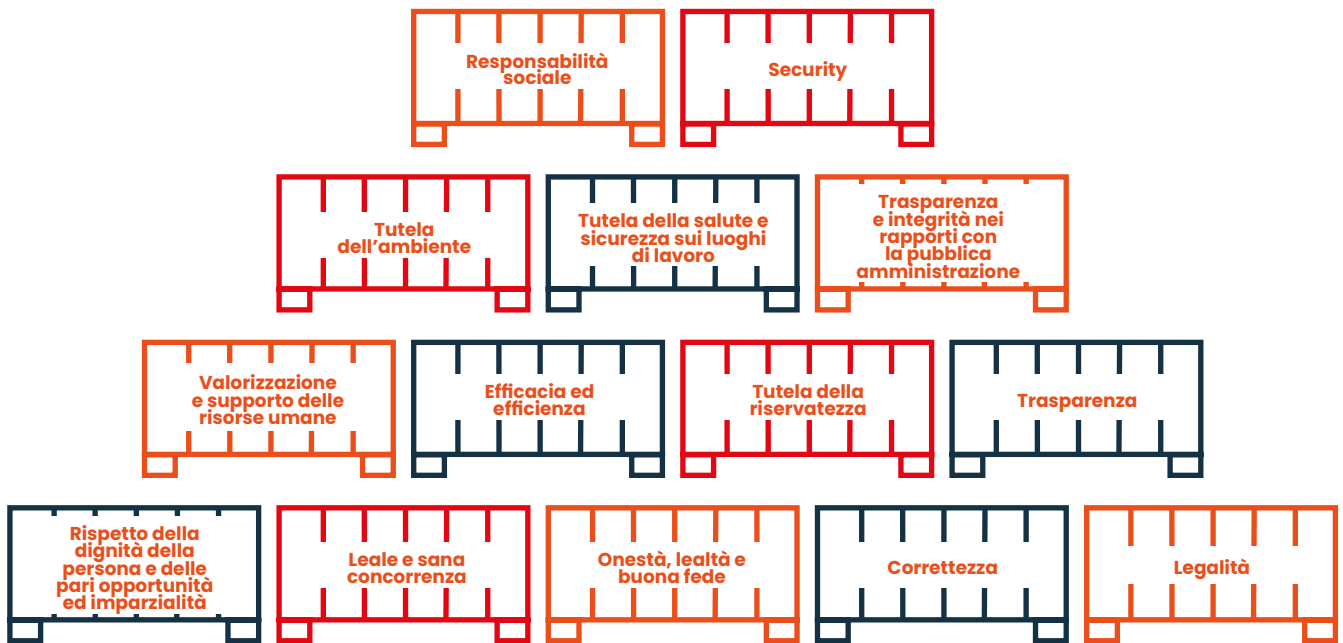 Responsabilità
sociale
Security
Tutela
dell'ambiente
Tutela della salute e
sicurezza sui luoghi
di lavoro
Trasparenza
e integrità nei
rapporti con
la pubblica
amministrazione
Valorizzazione
e supporto delle
risorse umane
Efficacia ed
efficienza
Tutela della
riservatezza
Trasparenza
Rispetto della
dignità della
persona e delle
pari opportunità
ed imparzialità
Leale e sana
concorrenza
Onestà, lealtà e
buona fede
Correttezza
Legalità